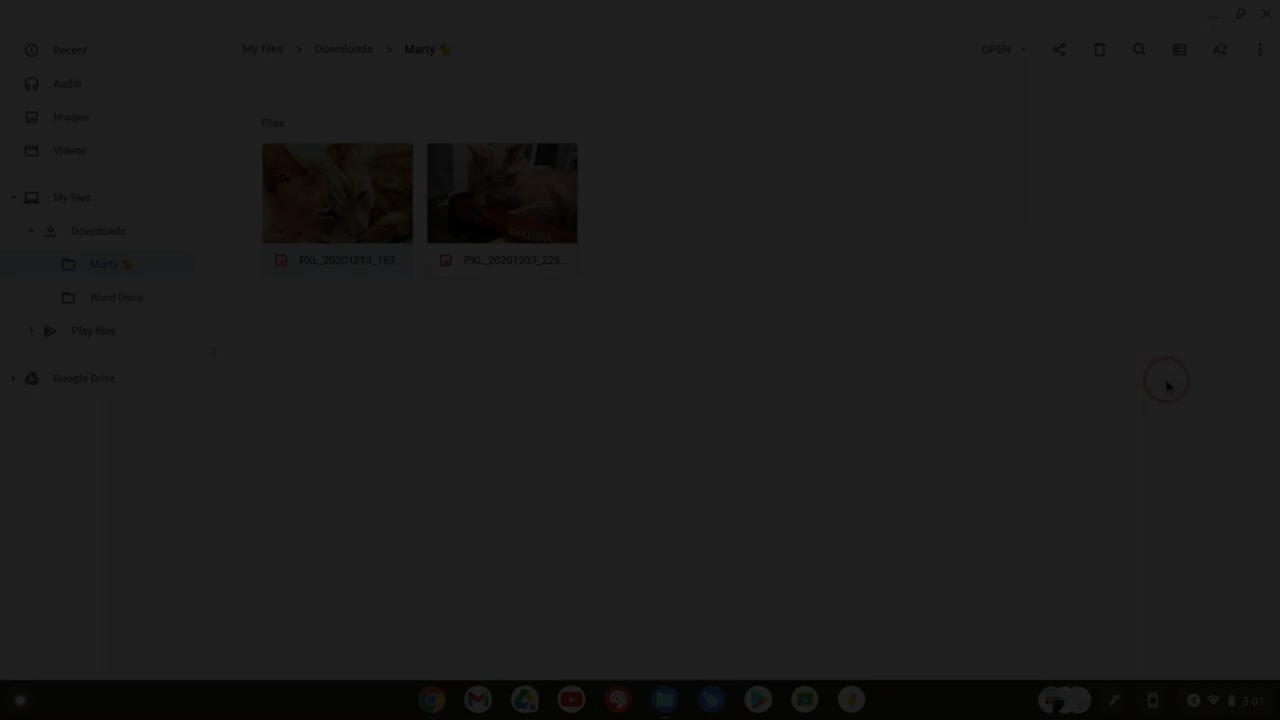 Recent
My files
Downloads
Marty
OPEN
AZ
Audio
Images
Videos
My files
Downloads
Marty
Word Docs
Play files
Google Drive
Files
PXL_20201213_183...
PXL_20201207_225...
Yahtzee
3:01